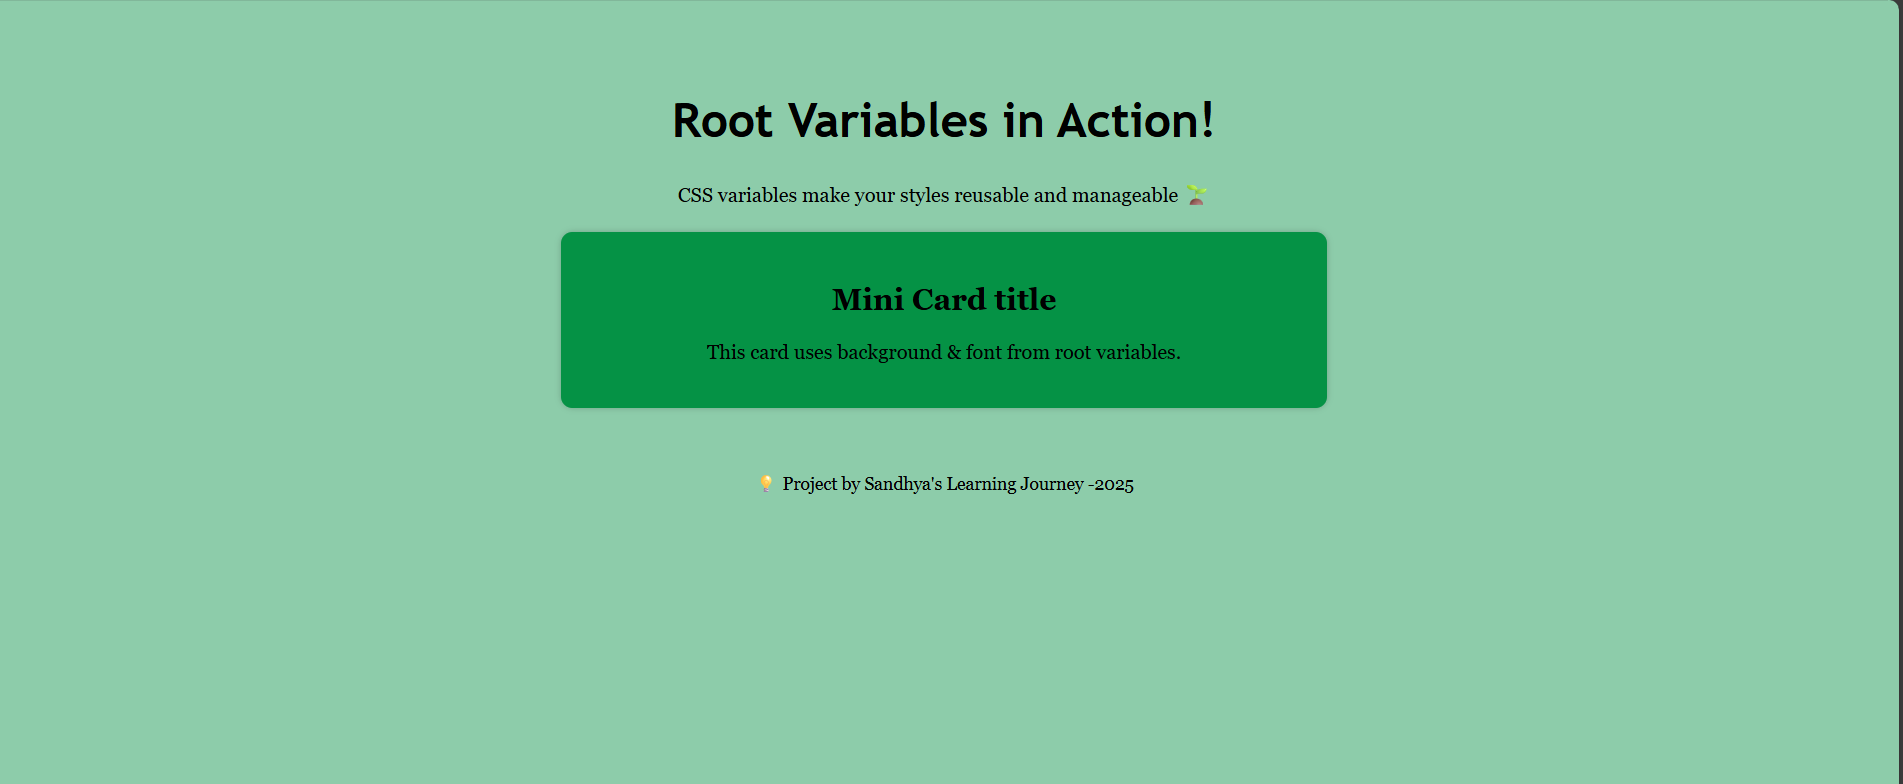 Root Variables in Action!
CSS variables make your styles reusable and manageable 🌱
Mini Card title
This card uses background & font from root variables.
💡 Project by Sandhya's Learning Journey -2025